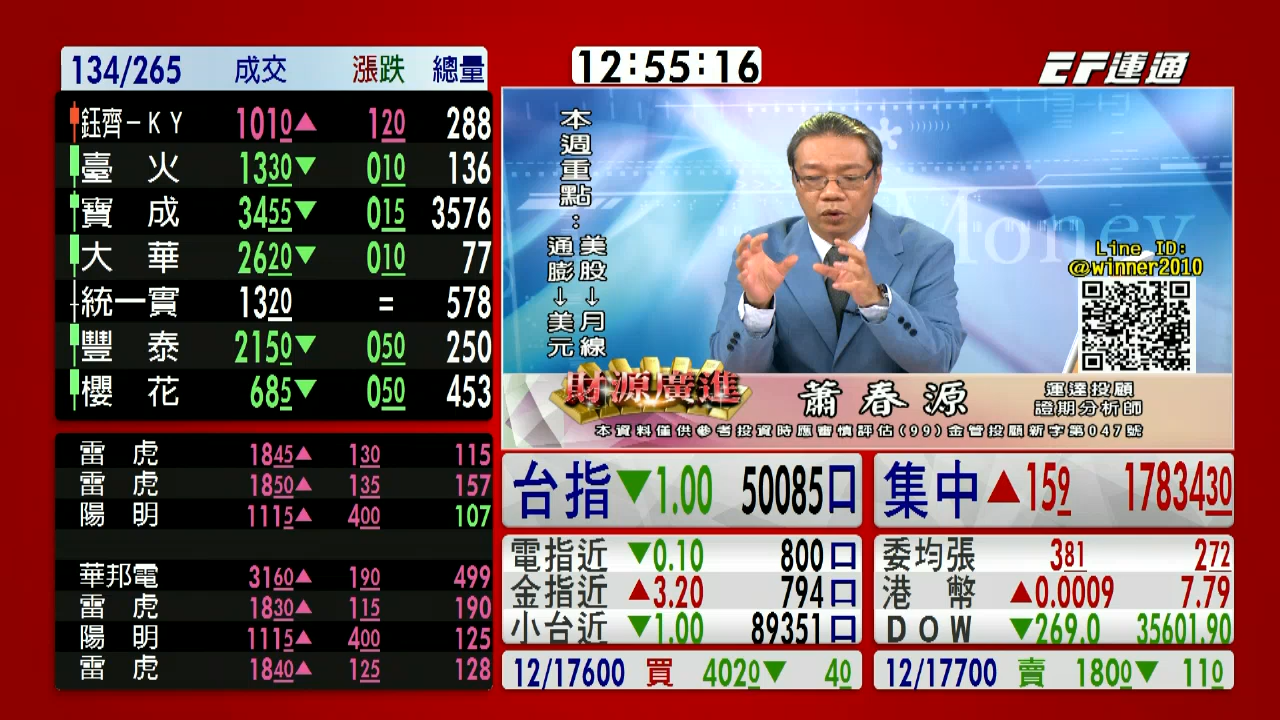 134/265 成交 漲跌 總量
鈺齊-KY 1010▲ 120 288
臺火 1330▼ 010 136
寶成 3455▼ 015 3576
大華 2620▼ 010 77
統一實 1320 = 578
豐泰 2150▼ 050 250
櫻花 685▼ 050 453
雷虎 1845▲ 130 115
雷虎 1850▲ 135 157
陽明 1115▲ 400 107
華邦電 3160▲ 190 499
雷虎 1830▲ 115 190
陽明 1115▲ 400 125
雷虎 1840▲ 125 128
12:55:16
EF運通
本週重點：
美股↓月線
通膨↓美元
Money
Line ID:
@winner2010
財源廣進
蕭春源
運達投顧
證期分析師
本資料僅供參考投資時應審慎評估(99)金管投顧新字第047號
台指▼1.00 50085口
集中▲159 1783430
電指近▼0.10 800口
金指近▲3.20 794口
小台近▼1.00 89351口
委均張 381 272
港幣▲0.0009 7.79
DOW▼269.0 35601.90
12/17600 買 4020▼ 40
12/17700 賣 1800▼ 110